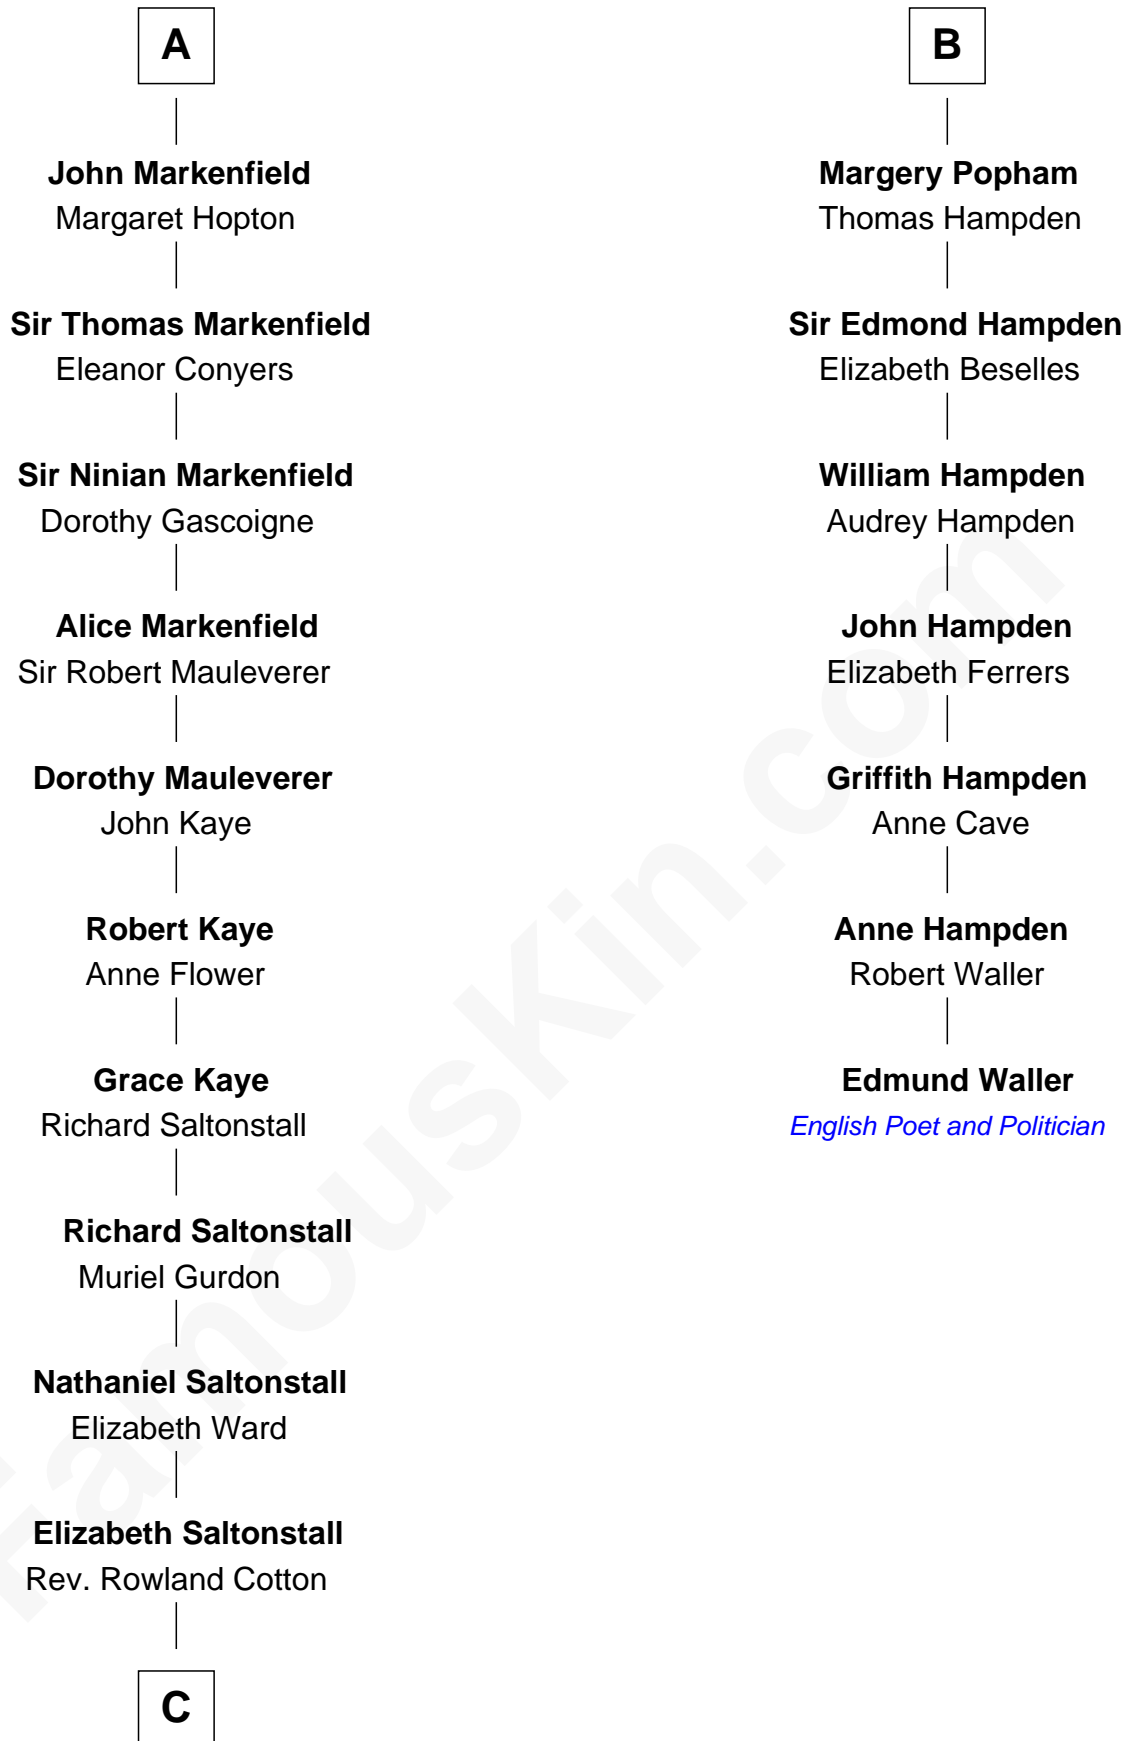 A
John Markenfield
Margaret Hopton
Sir Thomas Markenfield
Eleanor Conyers
Sir Ninian Markenfield
Dorothy Gascoigne
Alice Markenfield
Sir Robert Mauleverer
Dorothy Mauleverer
John Kaye
Robert Kaye
Anne Flower
Grace Kaye
Richard Saltonstall
Richard Saltonstall
Muriel Gurdon
Nathaniel Saltonstall
Elizabeth Ward
Elizabeth Saltonstall
Rev. Rowland Cotton
C
B
Margery Popham
Thomas Hampden
Sir Edmond Hampden
Elizabeth Beselles
William Hampden
Audrey Hampden
John Hampden
Elizabeth Ferrers
Griffith Hampden
Anne Cave
Anne Hampden
Robert Waller
Edmund Waller
English Poet and Politician
FamousKin.com